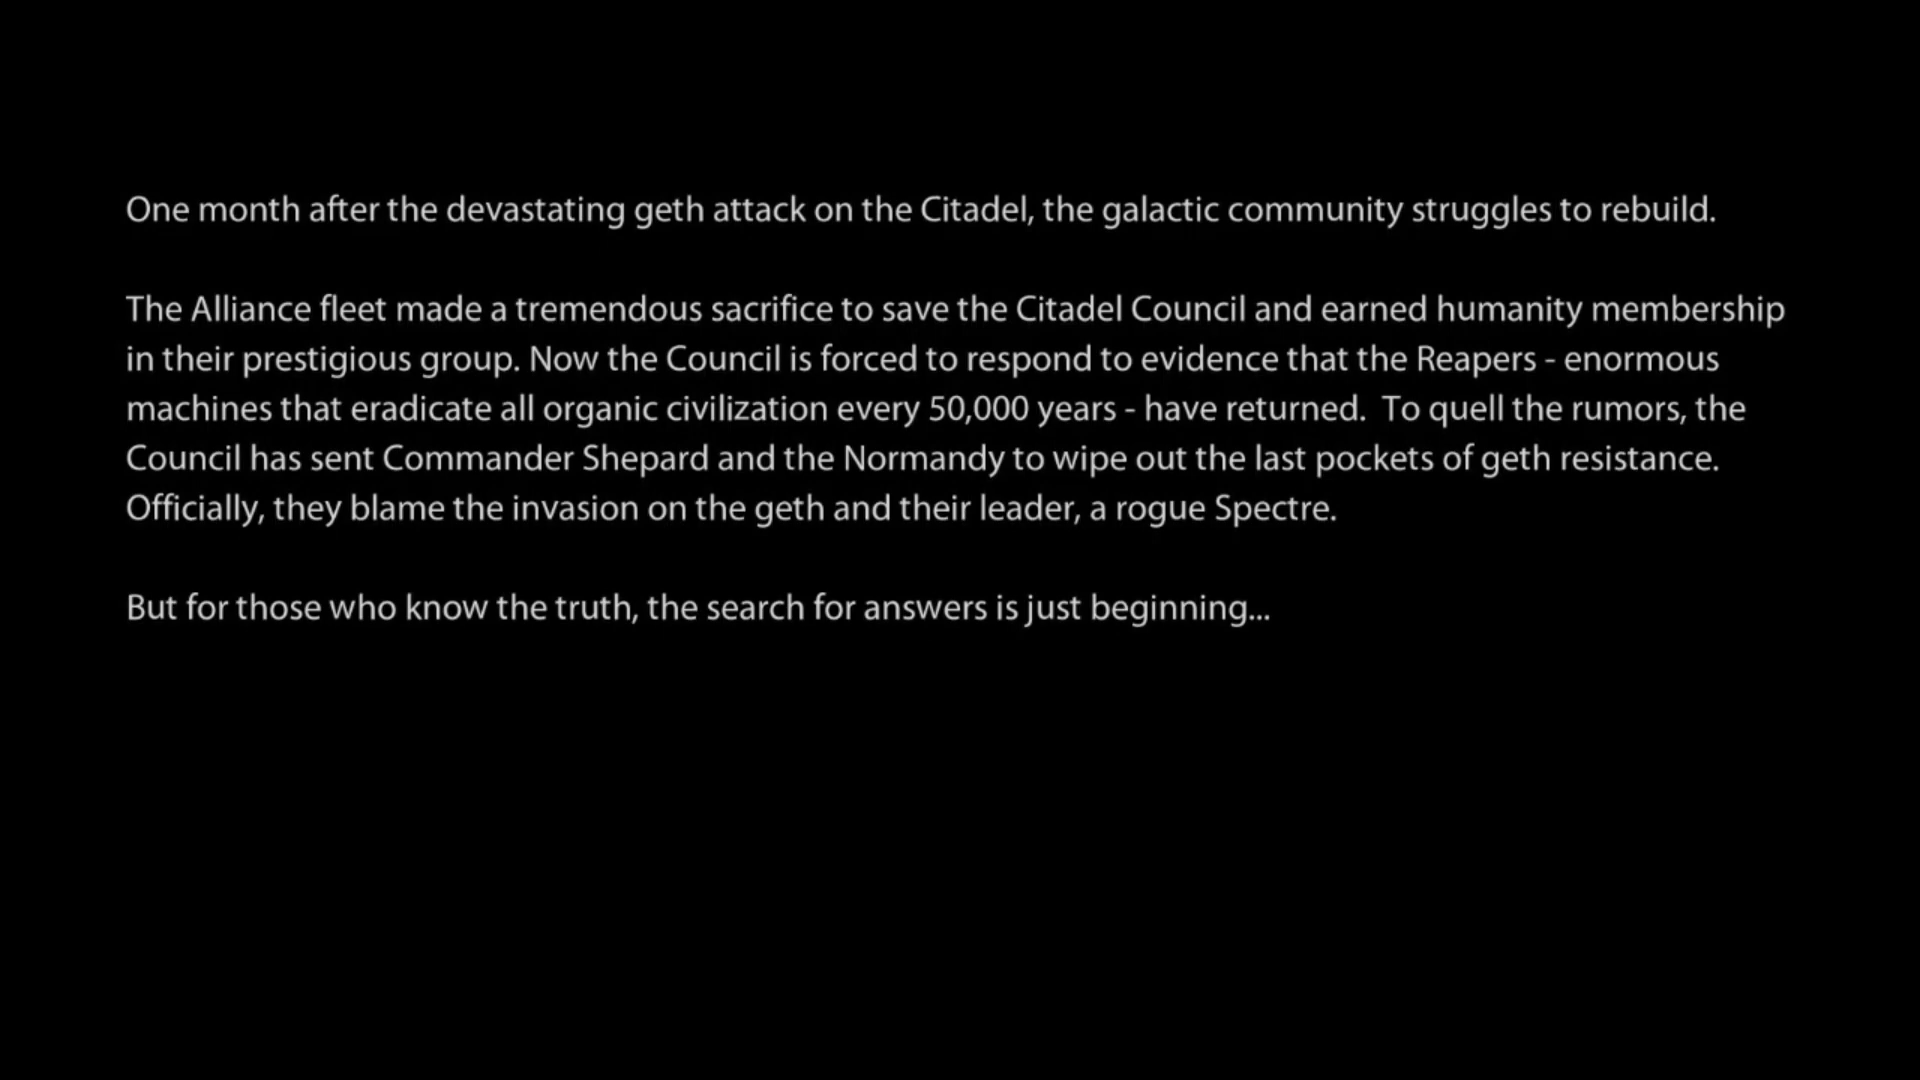 One month after the devastating geth attack on the Citadel, the galactic community struggles to rebuild.
The Alliance fleet made a tremendous sacrifice to save the Citadel Council and earned humanity membership
in their prestigious group. Now the Council is forced to respond to evidence that the Reapers - enormous
machines that eradicate all organic civilization every 50,000 years - have returned.  To quell the rumors, the
Council has sent Commander Shepard and the Normandy to wipe out the last pockets of geth resistance.
Officially, they blame the invasion on the geth and their leader, a rogue Spectre.
But for those who know the truth, the search for answers is just beginning...